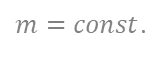 m = const.